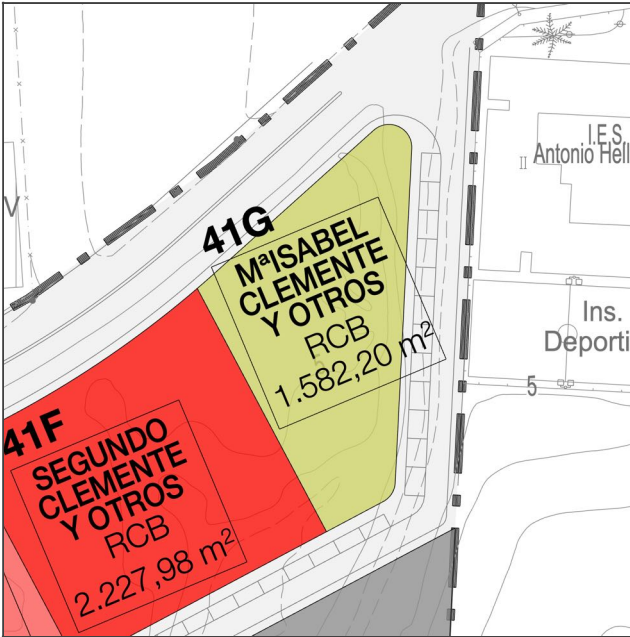 I.E.S.
Antonio Hell
II
V
41G
MªISABEL
CLEMENTE
Y OTROS
RCB
1.582,20 m²
Ins.
Deporti
5
41F
SEGUNDO
CLEMENTE
Y OTROS
RCB
2.227,98 m²